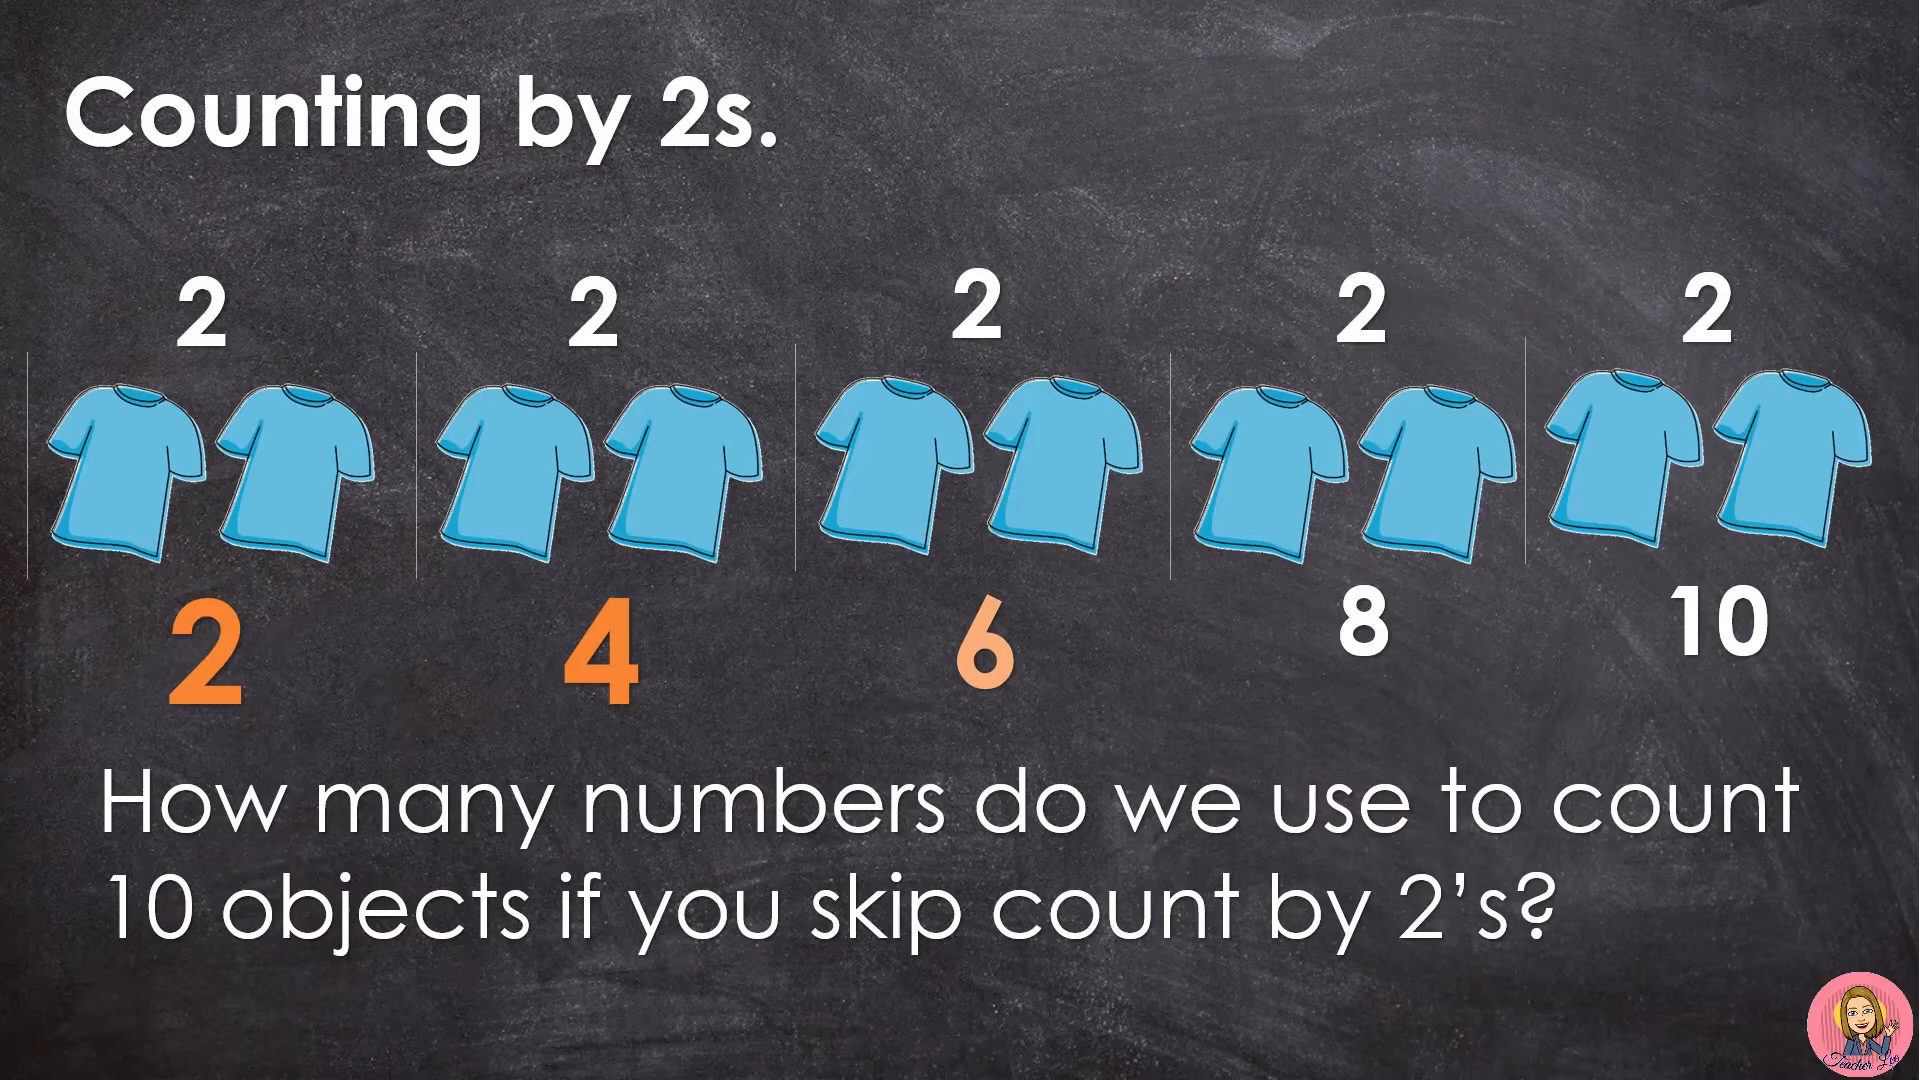 Counting by 2s.
2 2 2 2 2
2 4 6 8 10
How many numbers do we use to count
10 objects if you skip count by 2’s?
Teacher